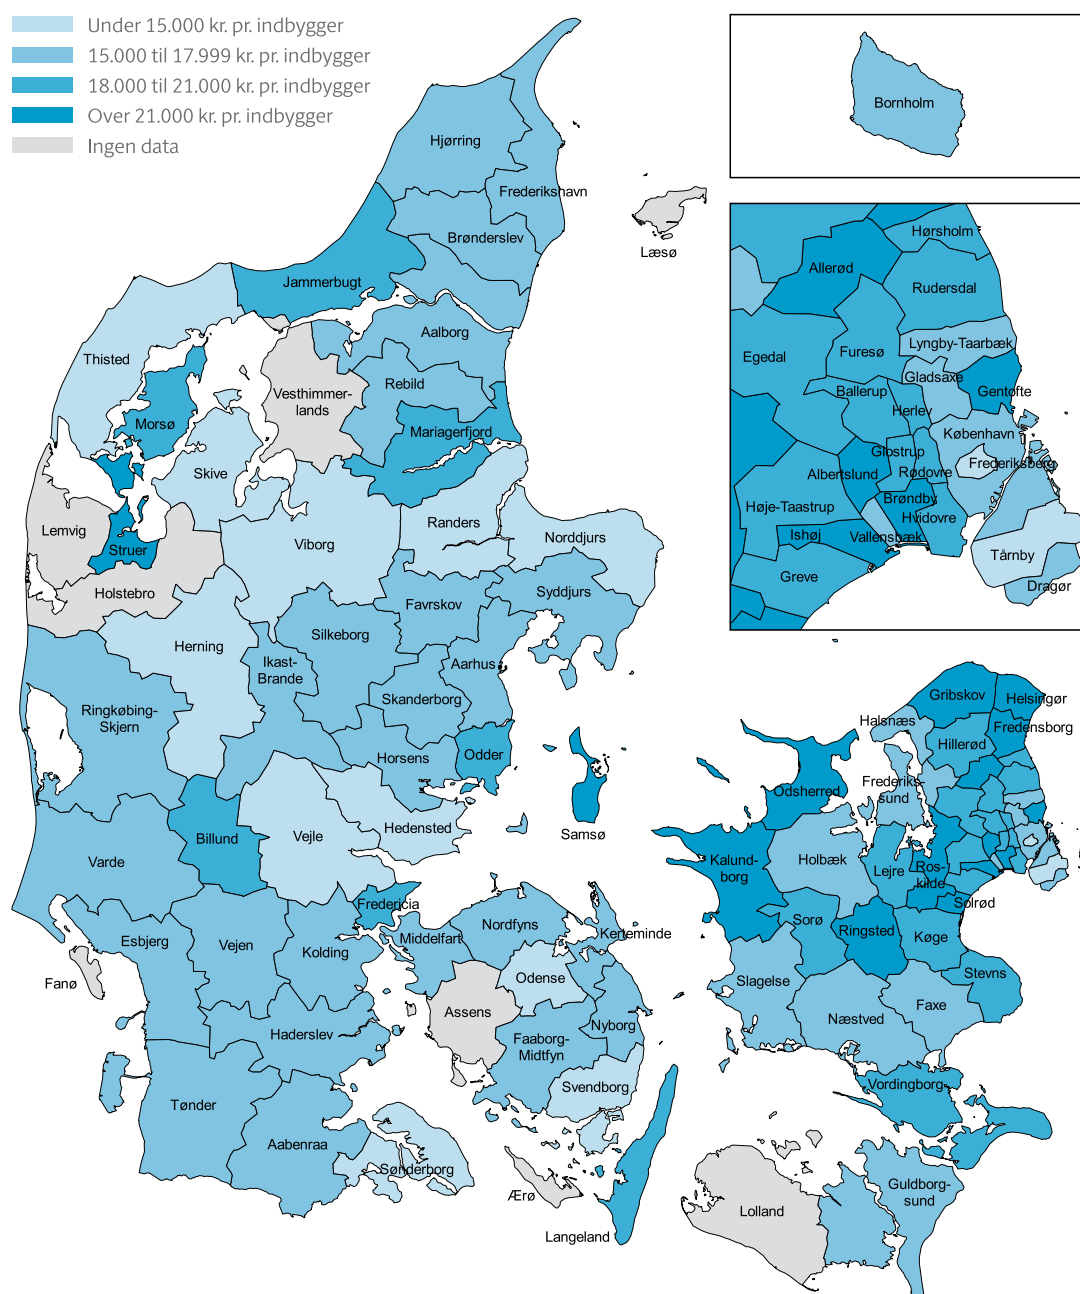 Under 15.000 kr. pr. indbygger
15.000 til 17.999 kr. pr. indbygger
18.000 til 21.000 kr. pr. indbygger
Over 21.000 kr. pr. indbygger
Ingen data
Bornholm
Hjørring
Frederikshavn
Brønderslev
Læsø
Jammerbugt
Aalborg
Thisted
Vesthimmer-
lands
Rebild
Morsø
Mariagerfjord
Skive
Lemvig
Struer
Viborg
Randers
Norddjurs
Holstebro
Favrskov
Syddjurs
Herning
Silkeborg
Ikast-
Brande
Aarhus
Skanderborg
Ringkøbing-
Skjern
Horsens
Odder
Samsø
Billund
Vejle
Hedensted
Varde
Fredericia
Esbjerg
Vejen
Kolding
Middelfart
Nordfyns
Kerteminde
Fanø
Odense
Assens
Haderslev
Faaborg-
Midtfyn
Nyborg
Svendborg
Tønder
Aabenraa
Sønderborg
Ærø
Langeland
Hørsholm
Allerød
Rudersdal
Egedal
Furesø
Lyngby-Taarbæk
Gladsaxe
Gentofte
Ballerup
Herlev
København
Glostrup
Frederiksberg
Albertslund
Rødovre
Brøndby
Høje-Taastrup
Hvidovre
Ishøj
Vallensbæk
Tårnby
Greve
Dragør
Gribskov
Helsingør
Halsnæs
Fredensborg
Hillerød
Frederiks-
sund
Odsherred
Kalund-
borg
Holbæk
Lejre
Ros-
kilde
Solrød
Sorø
Ringsted
Køge
Slagelse
Stevns
Næstved
Faxe
Vordingborg
Guldborg-
sund
Lolland